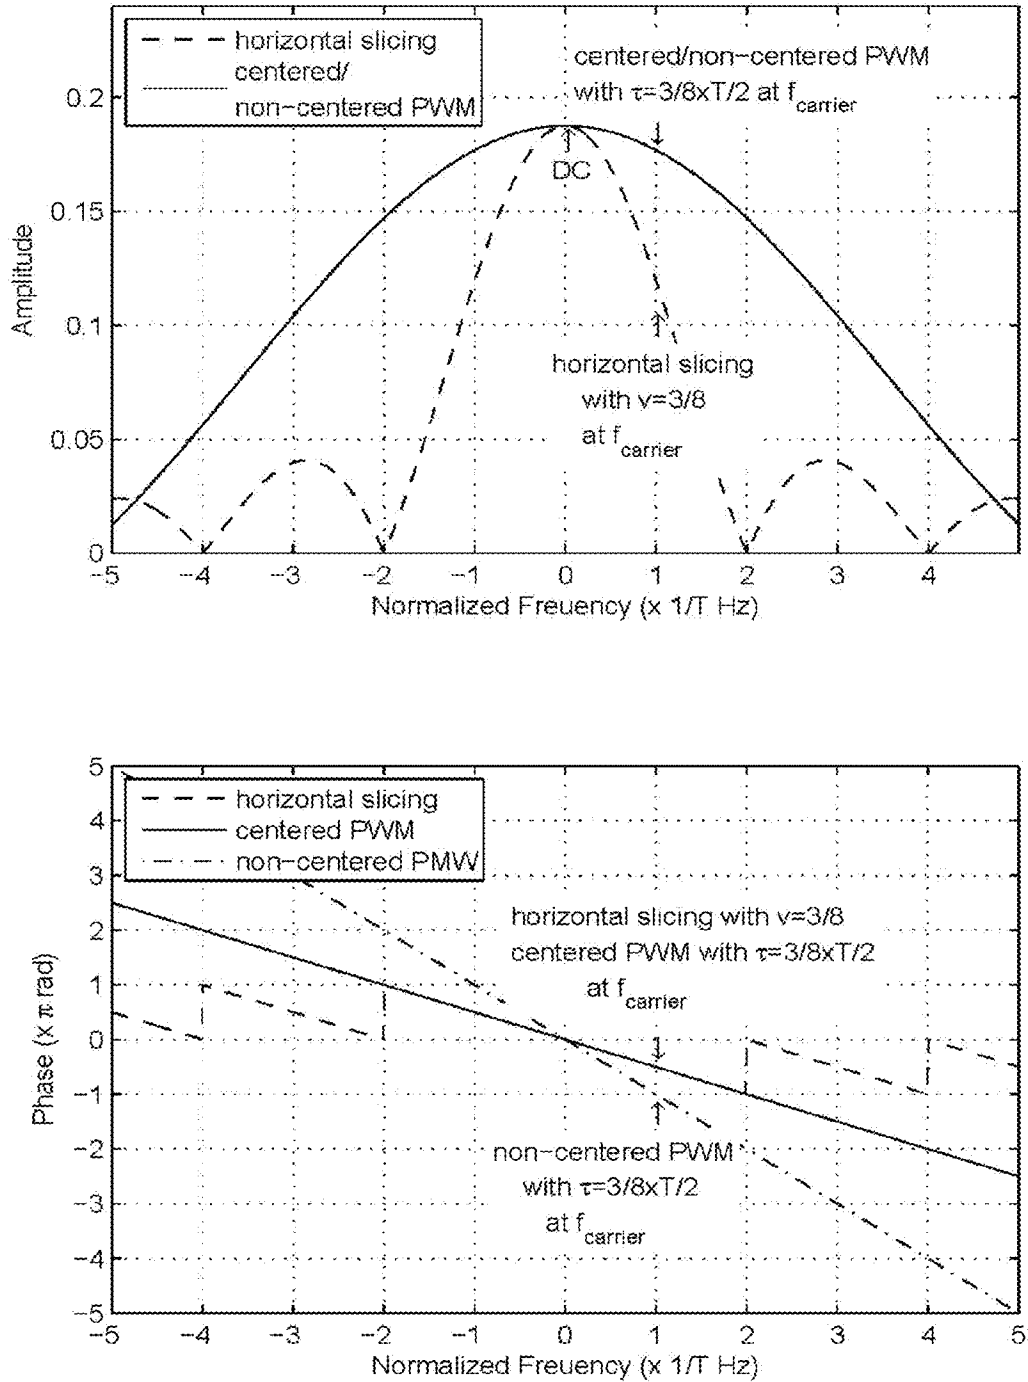 horizontal slicing
centered/
non-centered PWM
centered/non-centered PWM
with τ=3/8xT/2 at fcarrier
DC
horizontal slicing
with v=3/8
at fcarrier
0.2
0.15
0.1
0.05
0
Amplitude
−5 −4 −3 −2 −1 0 1 2 3 4
Normalized Freuency (x 1/T Hz)
horizontal slicing
centered PWM
non-centered PMW
horizontal slicing with v=3/8
centered PWM with τ=3/8xT/2
at fcarrier
non-centered PWM
with τ=3/8xT/2
at fcarrier
5
4
3
2
1
0
−1
−2
−3
−4
−5
Phase (x π rad)
−5 −4 −3 −2 −1 0 1 2 3 4 5
Normalized Freuency (x 1/T Hz)